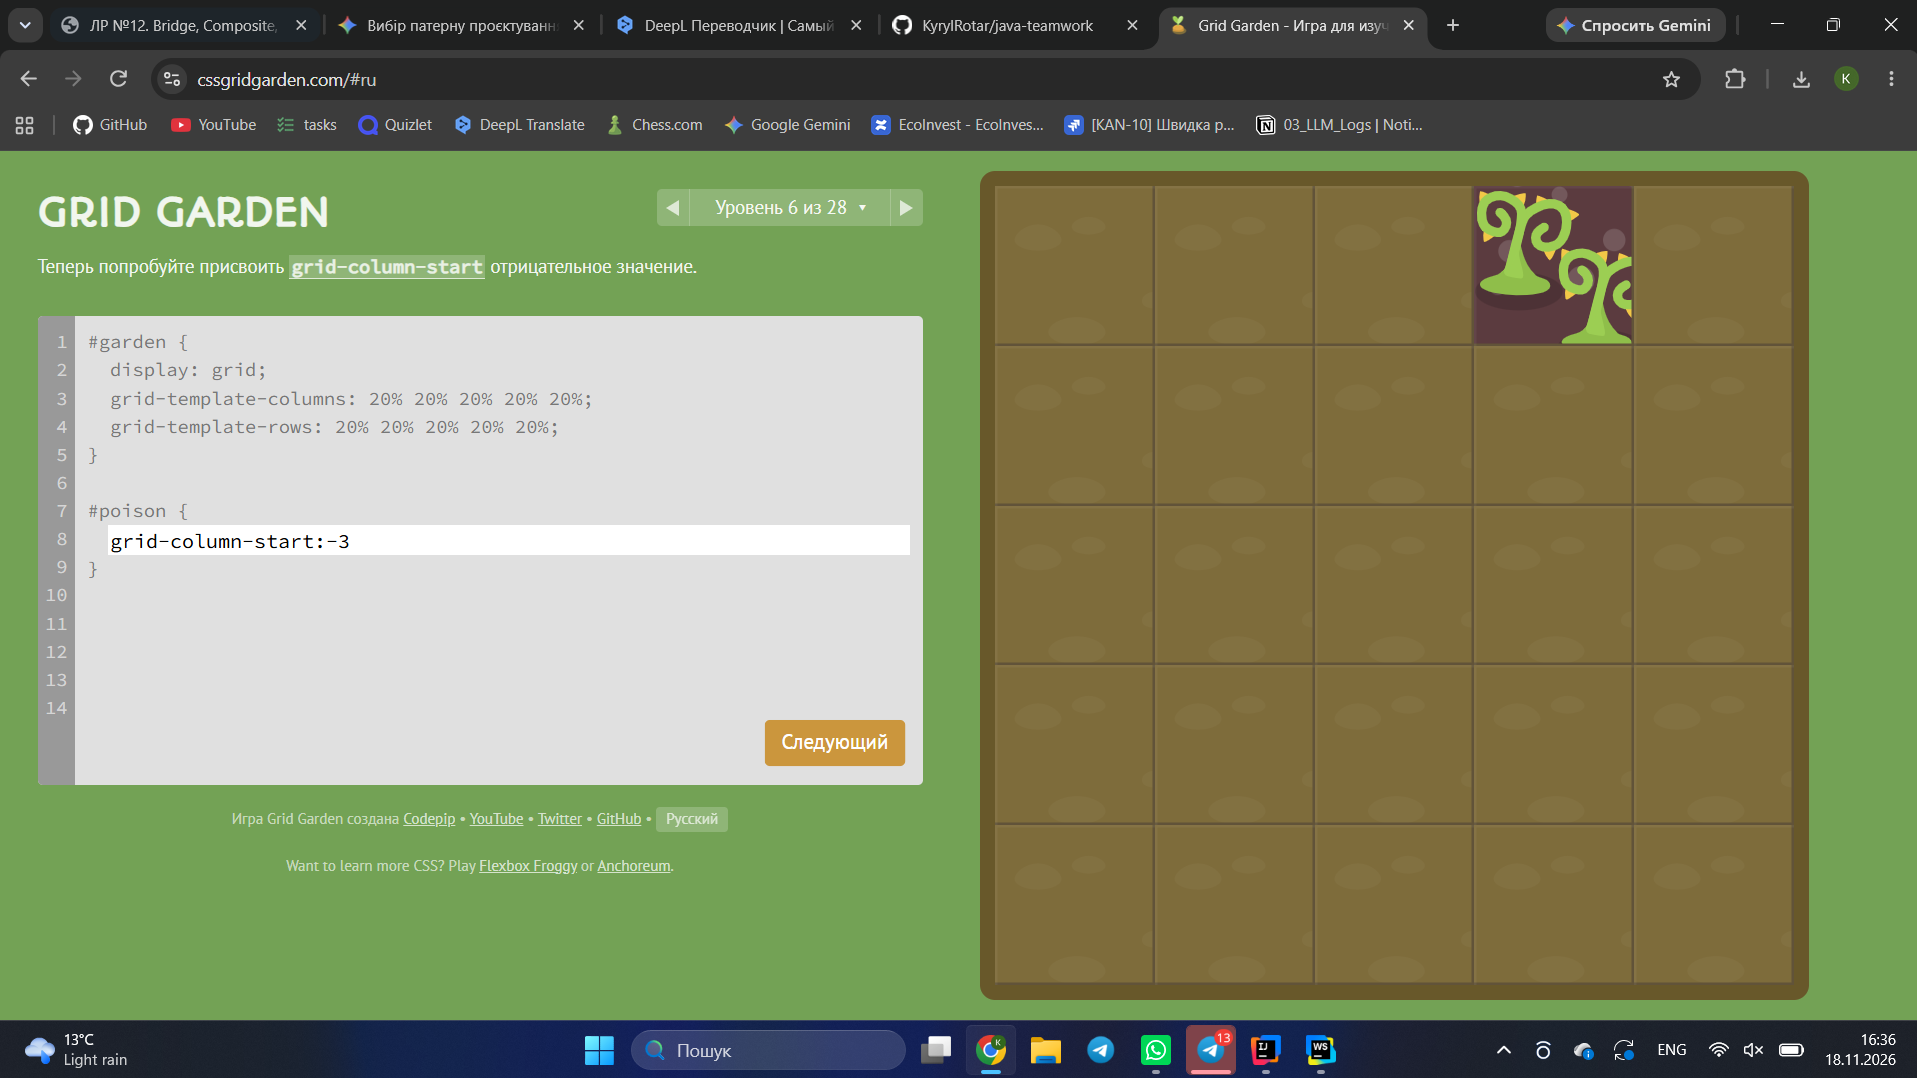 ЛР №12. Bridge, Composite,
Вибір патерну проєктуванн
DeepL Переводчик | Самый
KyrylRotar/java-teamwork
Grid Garden - Игра для изуч
Спросить Gemini
cssgridgarden.com/#ru
K
GitHub
YouTube
tasks
Quizlet
DeepL Translate
Chess.com
Google Gemini
EcoInvest - EcoInves...
[KAN-10] Швидка р...
03_LLM_Logs | Noti...
GRID GARDEN
Уровень 6 из 28
Теперь попробуйте присвоить grid-column-start отрицательное значение.
1 #garden {
2 display: grid;
3 grid-template-columns: 20% 20% 20% 20% 20%;
4 grid-template-rows: 20% 20% 20% 20% 20%;
5 }
6
7 #poison {
8 grid-column-start:-3
9 }
10
11
12
13
14
Следующий
Игра Grid Garden создана Codepip • YouTube • Twitter • GitHub • Русский
Want to learn more CSS? Play Flexbox Froggy or Anchoreum.
13°C
Light rain
Пошук
K
13
IJ
WS
ENG
16:36
18.11.2026